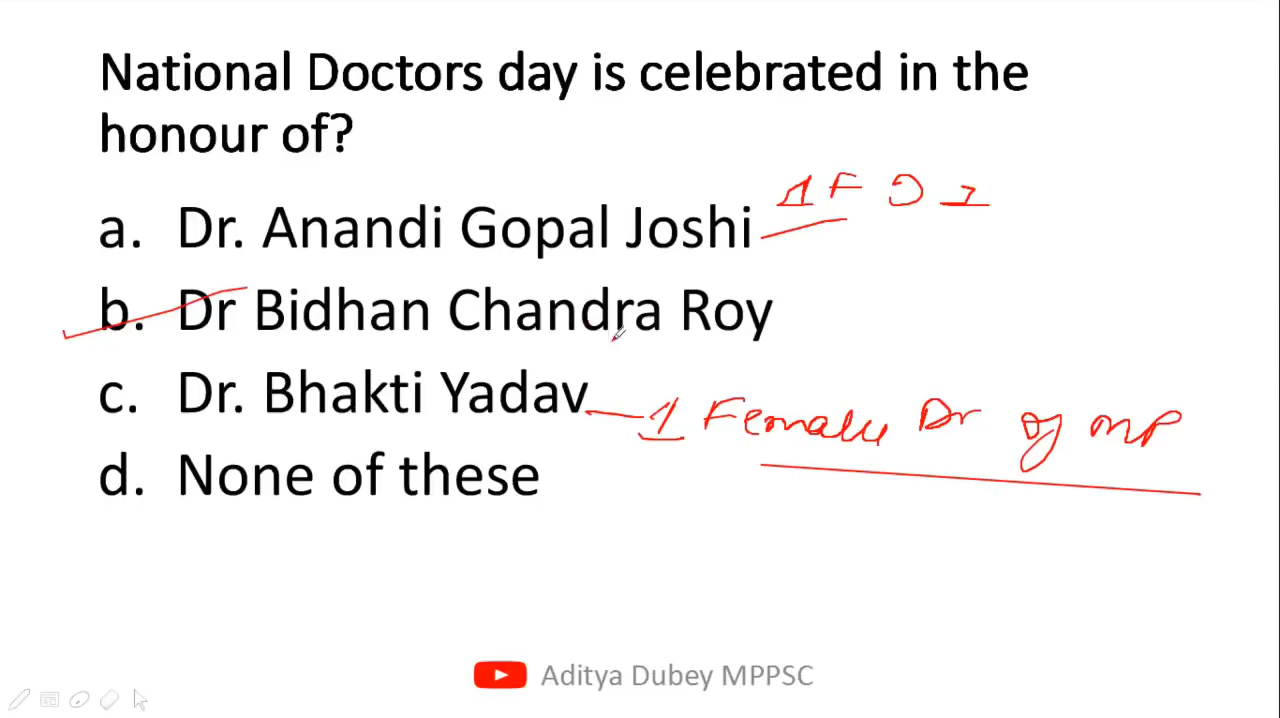 National Doctors day is celebrated in the
honour of?
1 F D I
a. Dr. Anandi Gopal Joshi
b. Dr Bidhan Chandra Roy
c. Dr. Bhakti Yadav
1 Female Dr of MP
d. None of these
Aditya Dubey MPPSC